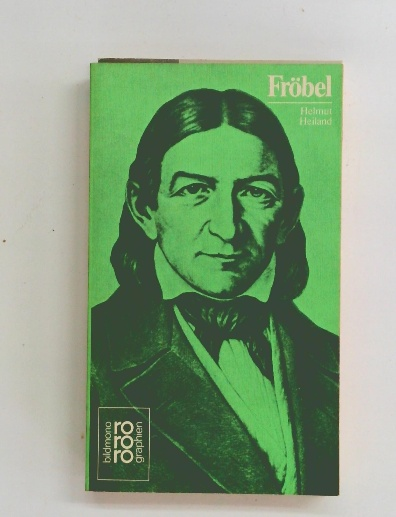 Fröbel
Helmut
Heiland
bildmono
ro
ro
ro
graphien